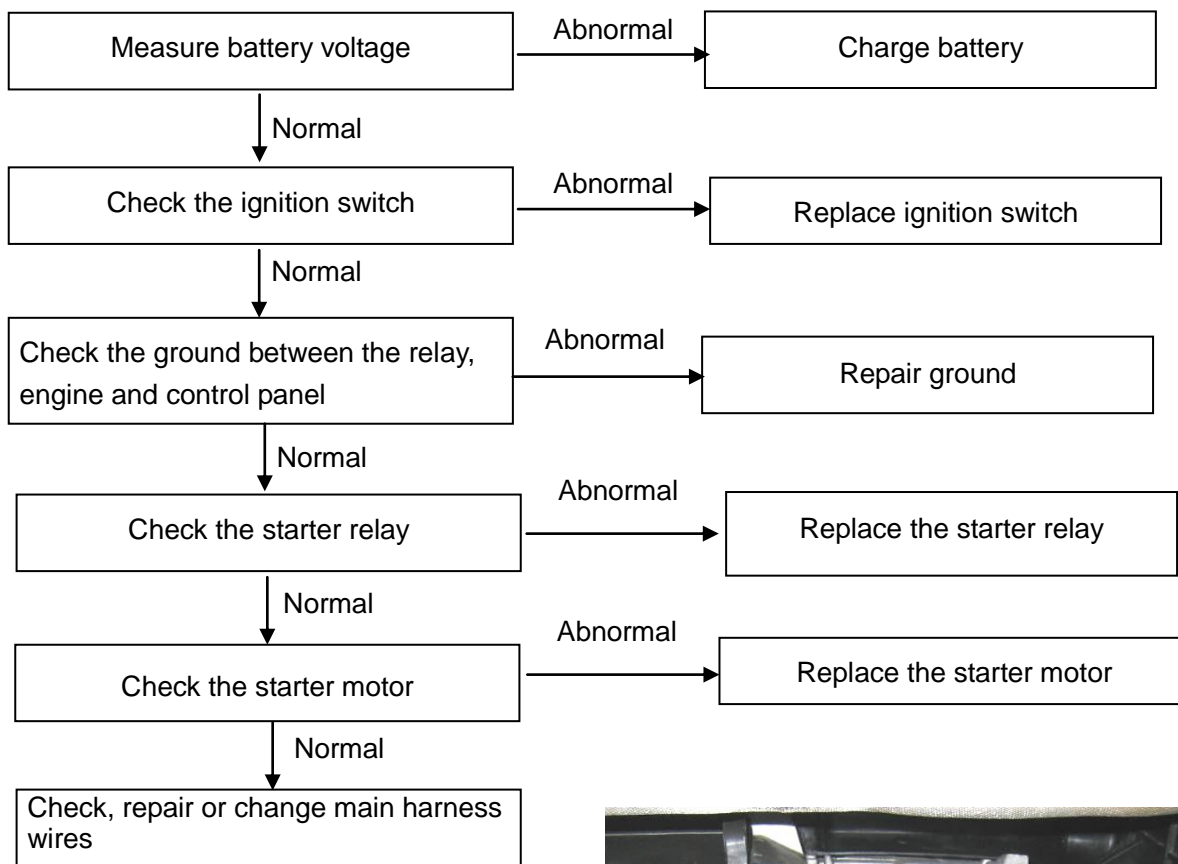 Measure battery voltage
Abnormal
Charge battery
Normal
Check the ignition switch
Abnormal
Replace ignition switch
Normal
Check the ground between the relay,
engine and control panel
Abnormal
Repair ground
Normal
Check the starter relay
Abnormal
Replace the starter relay
Normal
Check the starter motor
Abnormal
Replace the starter motor
Normal
Check, repair or change main harness
wires